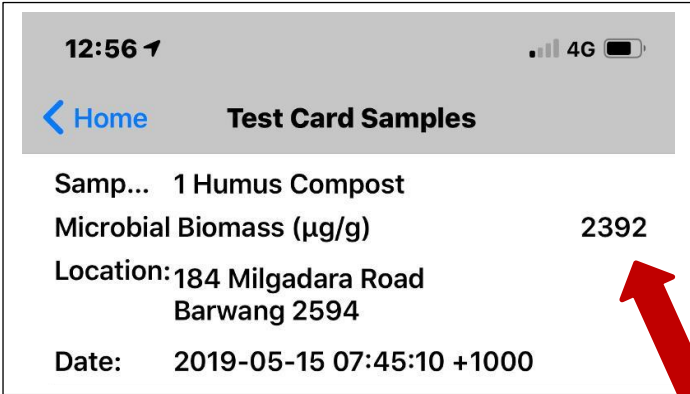 12:56 4G
Home Test Card Samples
Samp... 1 Humus Compost
Microbial Biomass (µg/g) 2392
Location: 184 Milgadara Road
Barwang 2594
Date: 2019-05-15 07:45:10 +1000